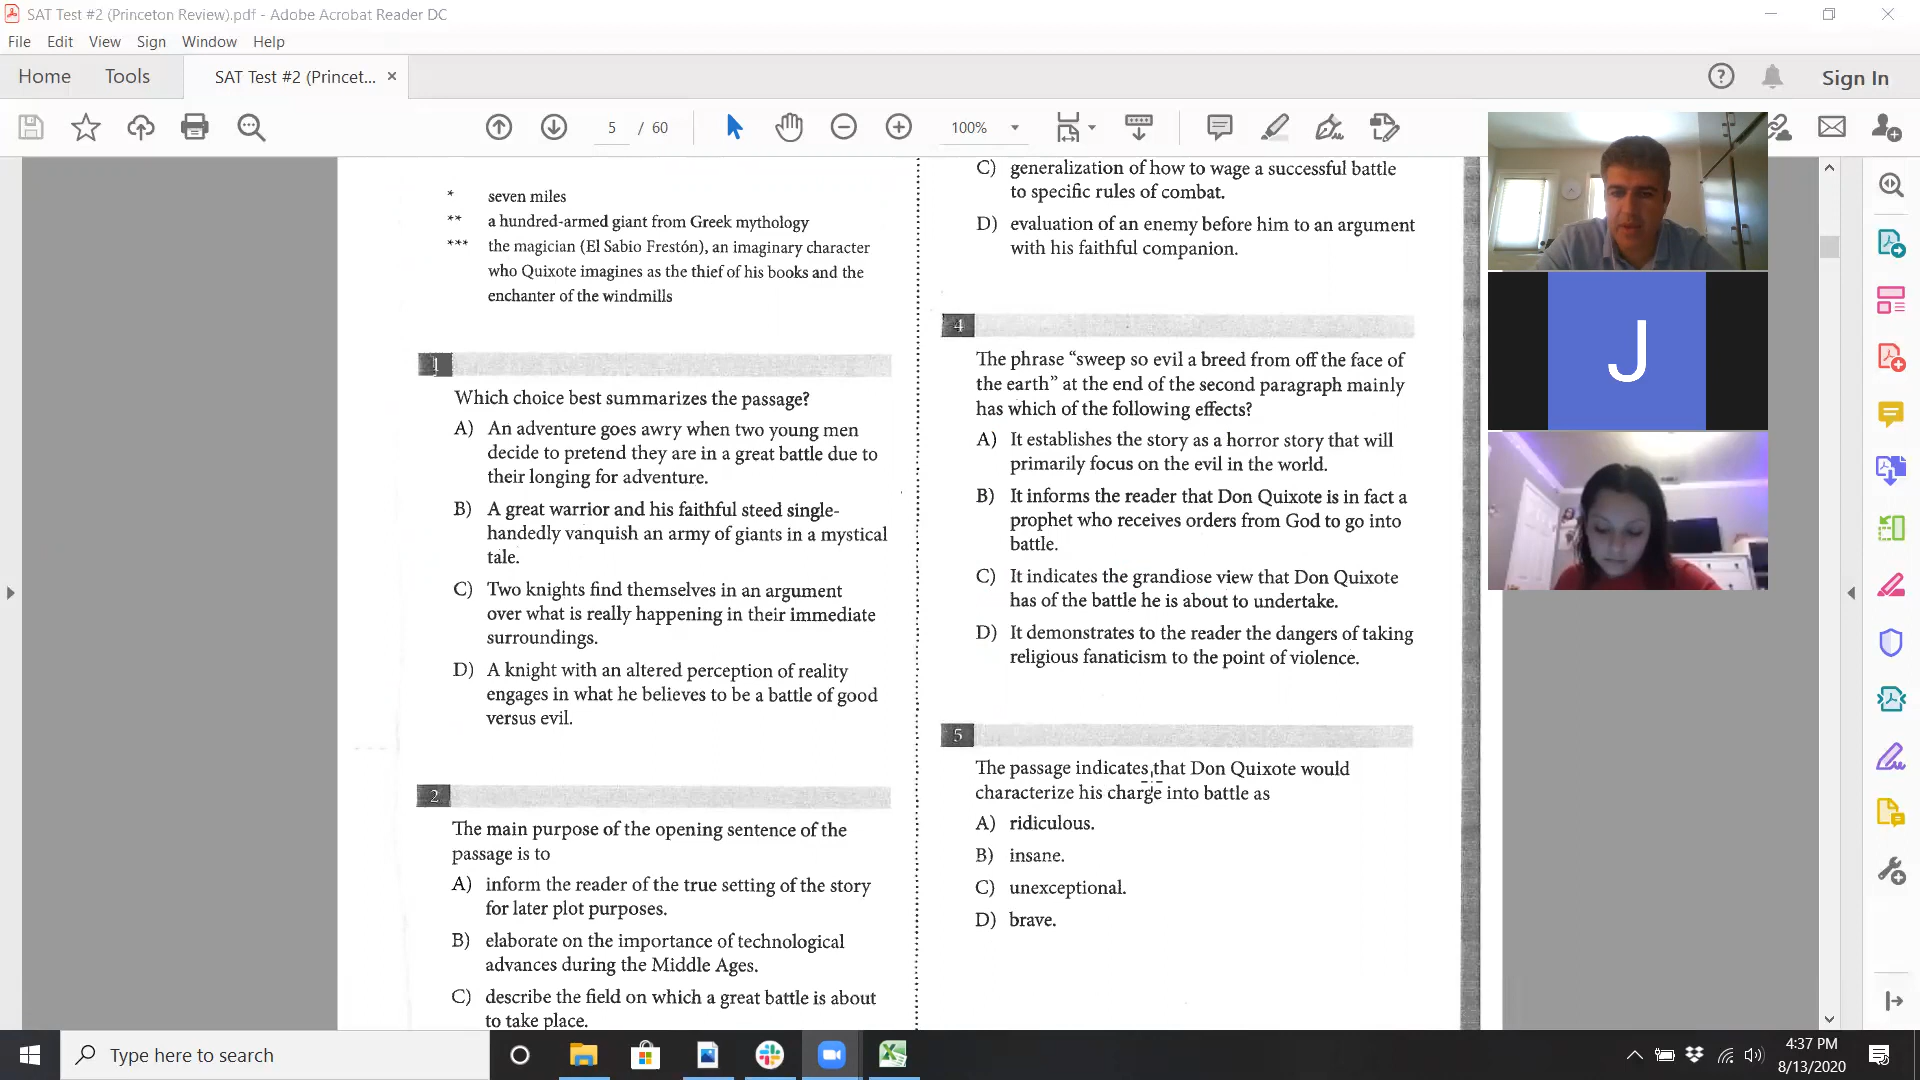 SAT Test #2 (Princeton Review).pdf - Adobe Acrobat Reader DC
File Edit View Sign Window Help
Home Tools SAT Test #2 (Princet... × Sign In
5 / 60 100%
* seven miles
** a hundred-armed giant from Greek mythology
*** the magician (El Sabio Frestón), an imaginary character
who Quixote imagines as the thief of his books and the
enchanter of the windmills
1
Which choice best summarizes the passage?
A) An adventure goes awry when two young men
decide to pretend they are in a great battle due to
their longing for adventure.
B) A great warrior and his faithful steed single-
handedly vanquish an army of giants in a mystical
tale.
C) Two knights find themselves in an argument
over what is really happening in their immediate
surroundings.
D) A knight with an altered perception of reality
engages in what he believes to be a battle of good
versus evil.
2
The main purpose of the opening sentence of the
passage is to
A) inform the reader of the true setting of the story
for later plot purposes.
B) elaborate on the importance of technological
advances during the Middle Ages.
C) describe the field on which a great battle is about
to take place.
C) generalization of how to wage a successful battle
to specific rules of combat.
D) evaluation of an enemy before him to an argument
with his faithful companion.
4
The phrase “sweep so evil a breed from off the face of
the earth” at the end of the second paragraph mainly
has which of the following effects?
A) It establishes the story as a horror story that will
primarily focus on the evil in the world.
B) It informs the reader that Don Quixote is in fact a
prophet who receives orders from God to go into
battle.
C) It indicates the grandiose view that Don Quixote
has of the battle he is about to undertake.
D) It demonstrates to the reader the dangers of taking
religious fanaticism to the point of violence.
5
The passage indicates that Don Quixote would
characterize his charge into battle as
A) ridiculous.
B) insane.
C) unexceptional.
D) brave.
J
Type here to search
4:37 PM
8/13/2020